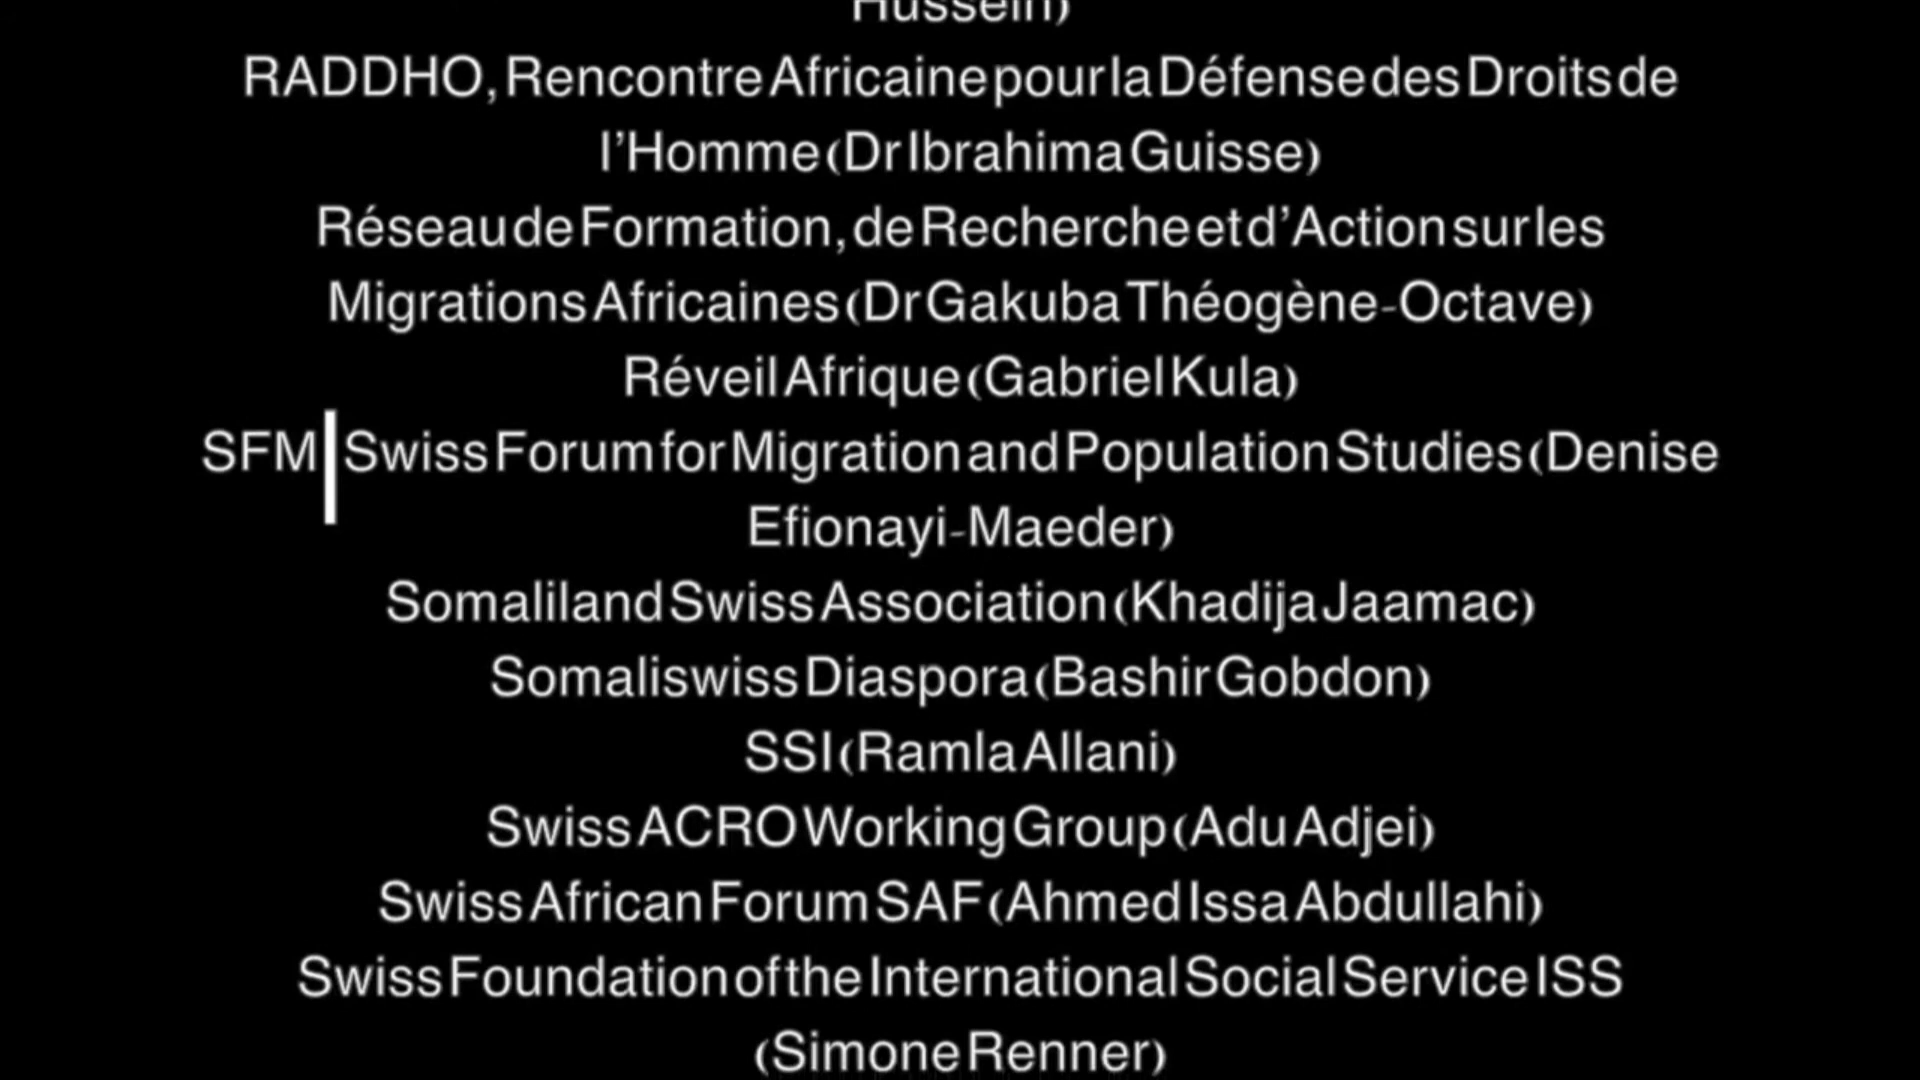 Hussein)
RADDHO, Rencontre Africaine pour la Défense des Droits de
l’Homme (Dr Ibrahima Guisse)
Réseau de Formation, de Recherche et d’Action sur les
Migrations Africaines (Dr Gakuba Théogène-Octave)
Réveil Afrique (Gabriel Kula)
SFM | Swiss Forum for Migration and Population Studies (Denise
Efionayi-Maeder)
Somaliland Swiss Association (Khadija Jaamac)
Somaliswiss Diaspora (Bashir Gobdon)
SSI (Ramla Allani)
Swiss ACRO Working Group (Adu Adjei)
Swiss African Forum SAF (Ahmed Issa Abdullahi)
Swiss Foundation of the International Social Service ISS
(Simone Renner)